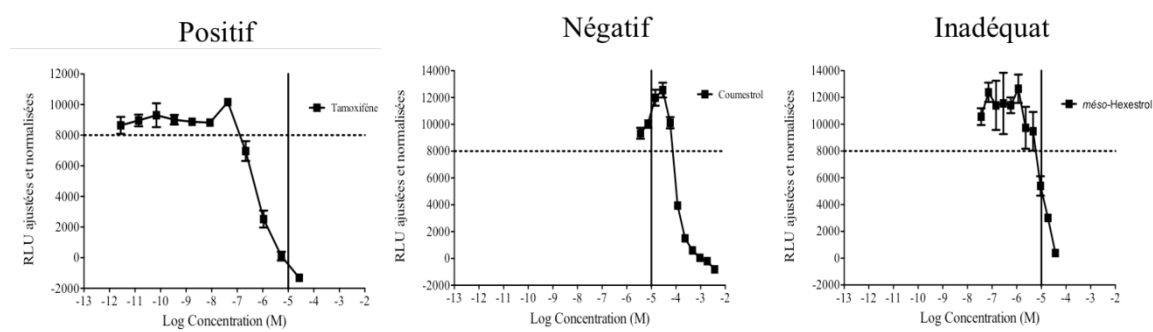 Positif
RLU ajustées et normalisées
12000
10000
8000
6000
4000
2000
0
-2000
Tamoxifène
-13 -12 -11 -10 -9 -8 -7 -6 -5 -4 -3 -2
Log Concentration (M)
Négatif
RLU ajustées et normalisées
14000
12000
10000
8000
6000
4000
2000
0
-2000
Coumestrol
-13 -12 -11 -10 -9 -8 -7 -6 -5 -4 -3 -2
Log Concentration (M)
Inadéquat
RLU ajustées et normalisées
14000
12000
10000
8000
6000
4000
2000
0
-2000
méso-Hexestrol
-13 -12 -11 -10 -9 -8 -7 -6 -5 -4 -3 -2
Log Concentration (M)